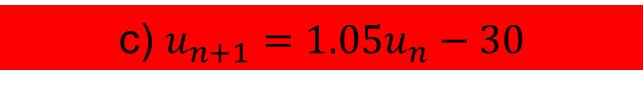 c) uₙ₊₁ = 1.05uₙ − 30